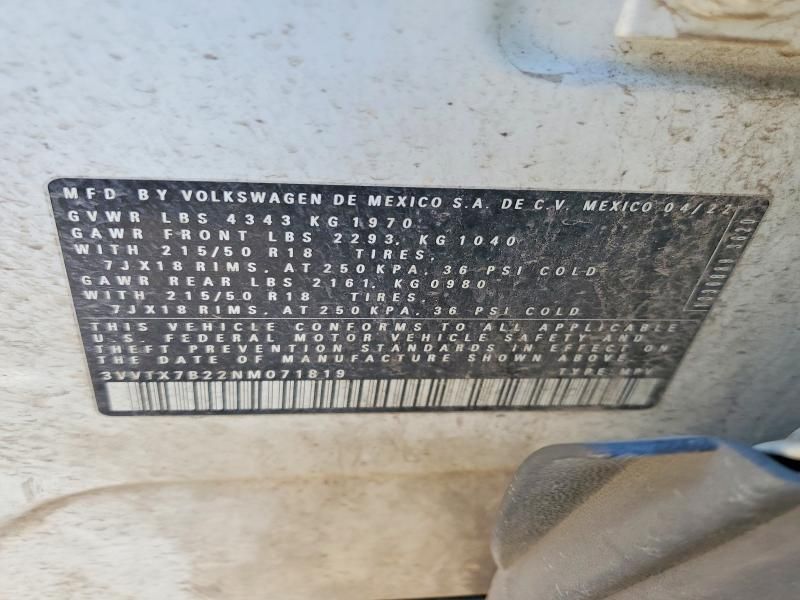 MFD BY VOLKSWAGEN DE MEXICO S.A. DE C.V. MEXICO 04/22
GVWR LBS 4343 KG 1970
GAWR FRONT LBS 2293, KG 1040
WITH 215/50 R18 TIRES,
7JX18 RIMS, AT 250 KPA, 36 PSI COLD
GAWR REAR LBS 2161, KG0980
WITH 215/50 R18 TIRES,
7JX18 RIMS, AT 250 KPA, 36 PSI COLD
THIS VEHICLE CONFORMS TO ALL APPLICABLE
U.S. FEDERAL MOTOR VEHICLE SAFETY-AND
THEFT PREVENTION STANDARDS IN EFFECT ON
THE DATE OF MANUFACTURE SHOWN ABOVE
3VVTX7B22NM071819 TYPE: MPV